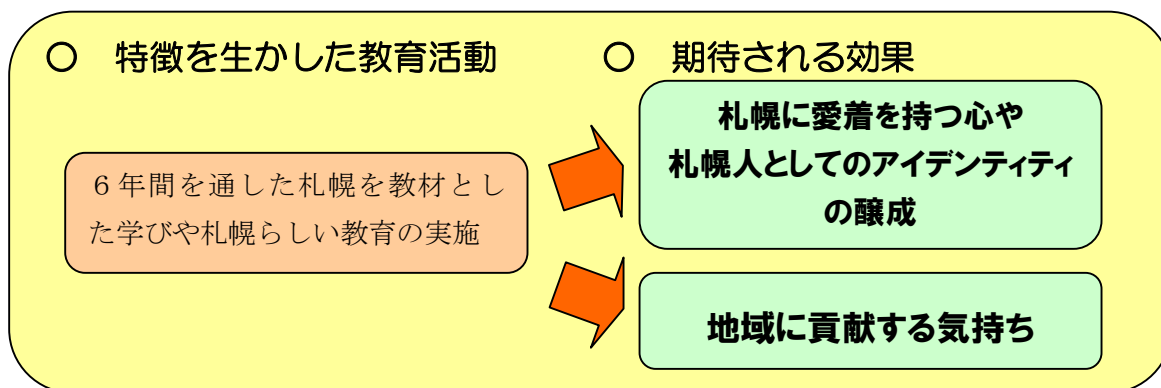 ○ 特徴を生かした教育活動
○ 期待される効果
６年間を通した札幌を教材とし
た学びや札幌らしい教育の実施
札幌に愛着を持つ心や
札幌人としてのアイデンティティ
の醸成
地域に貢献する気持ち